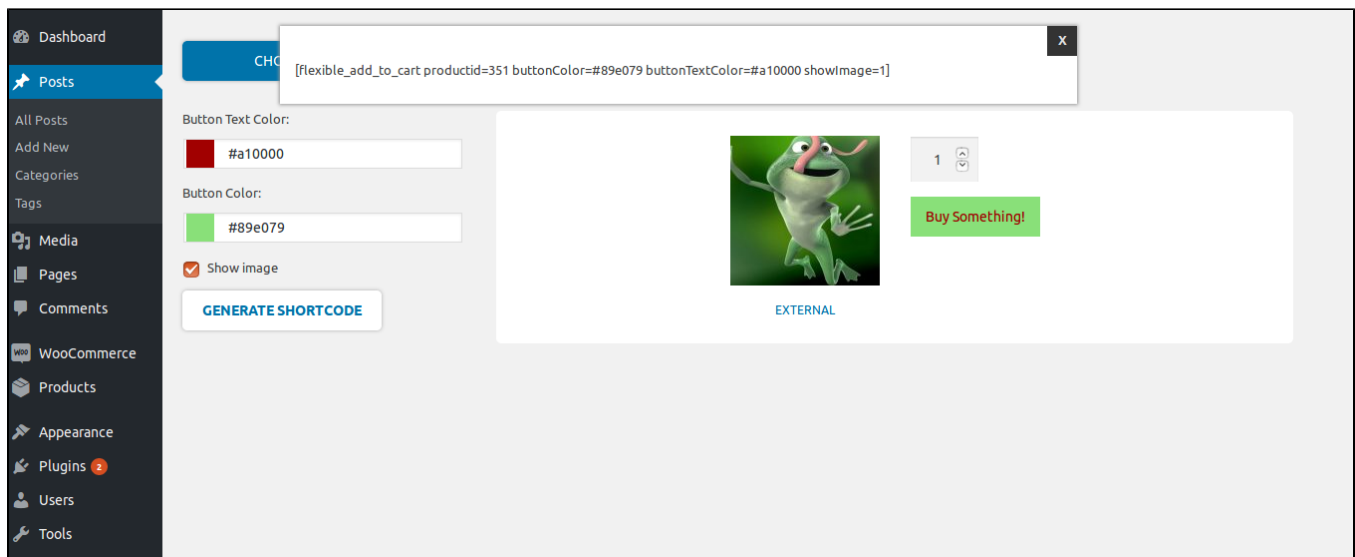 Dashboard
Posts
All Posts
Add New
Categories
Tags
Media
Pages
Comments
WOO WooCommerce
Products
Appearance
Plugins 2
Users
Tools
X
[flexible_add_to_cart productid=351 buttonColor=#89e079 buttonTextColor=#a10000 showImage=1]
Button Text Color:
#a10000
Button Color:
#89e079
Show image
GENERATE SHORTCODE
1
Buy Something!
EXTERNAL